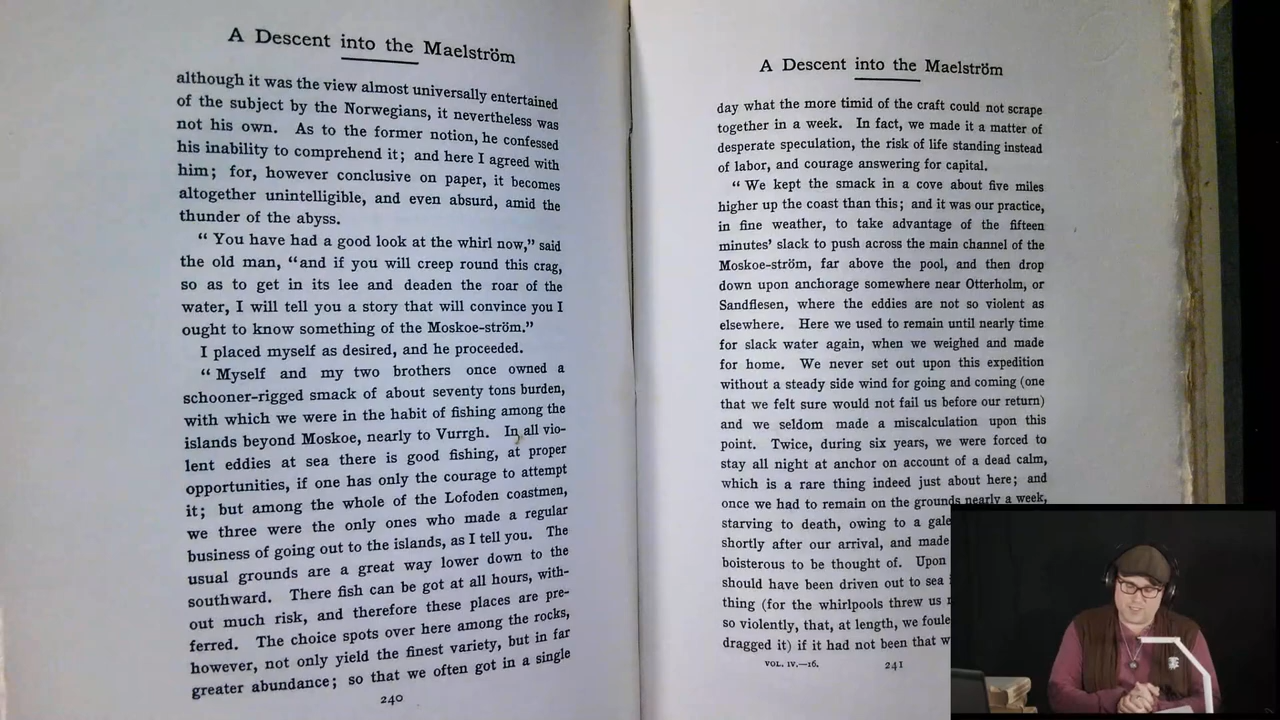 A Descent into the Maelström
although it was the view almost universally entertained
of the subject by the Norwegians, it nevertheless was
not his own. As to the former notion, he confessed
his inability to comprehend it; and here I agreed with
him; for, however conclusive on paper, it becomes
altogether unintelligible, and even absurd, amid the
thunder of the abyss.
“ You have had a good look at the whirl now,” said
the old man, “and if you will creep round this crag,
so as to get in its lee and deaden the roar of the
water, I will tell you a story that will convince you I
ought to know something of the Moskoe-ström.”
I placed myself as desired, and he proceeded.
“ Myself and my two brothers once owned a
schooner-rigged smack of about seventy tons burden,
with which we were in the habit of fishing among the
islands beyond Moskoe, nearly to Vurrgh. In all vio-
lent eddies at sea there is good fishing, at proper
opportunities, if one has only the courage to attempt
it; but among the whole of the Lofoden coastmen,
we three were the only ones who made a regular
business of going out to the islands, as I tell you. The
usual grounds are a great way lower down to the
southward. There fish can be got at all hours, with-
out much risk, and therefore these places are pre-
ferred. The choice spots over here among the rocks,
however, not only yield the finest variety, but in far
greater abundance; so that we often got in a single
240
A Descent into the Maelström
day what the more timid of the craft could not scrape
together in a week. In fact, we made it a matter of
desperate speculation, the risk of life standing instead
of labor, and courage answering for capital.
“ We kept the smack in a cove about five miles
higher up the coast than this; and it was our practice,
in fine weather, to take advantage of the fifteen
minutes’ slack to push across the main channel of the
Moskoe-ström, far above the pool, and then drop
down upon anchorage somewhere near Otterholm, or
Sandflesen, where the eddies are not so violent as
elsewhere. Here we used to remain until nearly time
for slack water again, when we weighed and made
for home. We never set out upon this expedition
without a steady side wind for going and coming (one
that we felt sure would not fail us before our return)
and we seldom made a miscalculation upon this
point. Twice, during six years, we were forced to
stay all night at anchor on account of a dead calm,
which is a rare thing indeed just about here; and
once we had to remain on the grounds nearly a week,
starving to death, owing to a gale
shortly after our arrival, and made
boisterous to be thought of. Upon
should have been driven out to sea
thing (for the whirlpools threw us
so violently, that, at length, we
dragged it) if it had not been that
VOL. IV.—16.
241